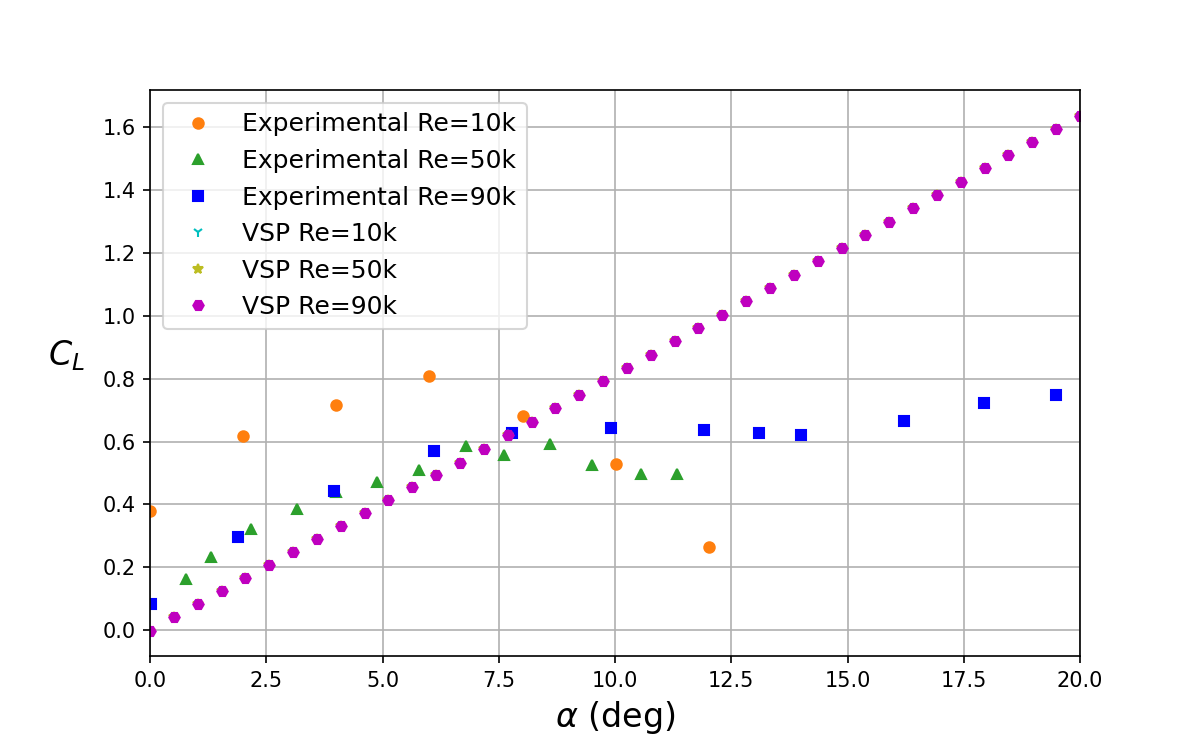 1.6
1.4
1.2
1.0
0.8
0.6
0.4
0.2
0.0
C_L
Experimental Re=10k
Experimental Re=50k
Experimental Re=90k
VSP Re=10k
VSP Re=50k
VSP Re=90k
0.0 2.5 5.0 7.5 10.0 12.5 15.0 17.5 20.0
α (deg)